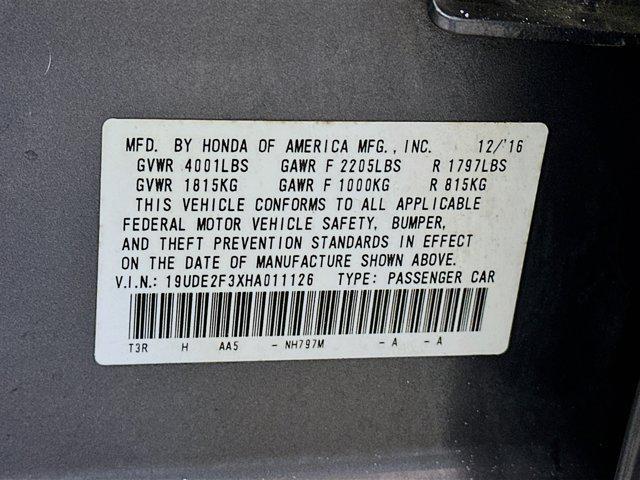 MFD. BY HONDA OF AMERICA MFG., INC. 12/'16
GVWR 4001LBS GAWR F 2205LBS R 1797LBS
GVWR 1815KG GAWR F 1000KG R 815KG
THIS VEHICLE CONFORMS TO ALL APPLICABLE
FEDERAL MOTOR VEHICLE SAFETY, BUMPER,
AND THEFT PREVENTION STANDARDS IN EFFECT
ON THE DATE OF MANUFACTURE SHOWN ABOVE.
V.I.N.: 19UDE2F3XHA011126 TYPE: PASSENGER CAR
T3R H AA5 - NH797M - A - A